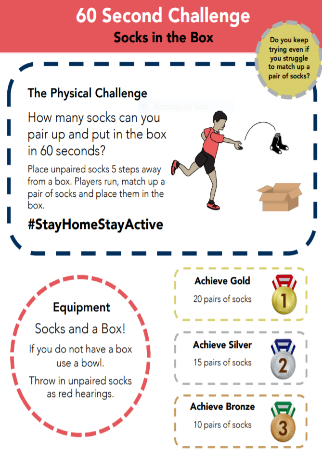 60 Second Challenge
Socks in the Box
Do you keep
trying even if
you struggle
to match up a
pair of socks?
The Physical Challenge
How many socks can you
pair up and put in the box
in 60 seconds?
Place unpaired socks 5 steps away
from a box. Players run, match up a
pair of socks and place them in the
box.
#StayHomeStayActive
Equipment
Socks and a Box!
If you do not have a box
use a bowl.
Throw in unpaired socks
as red hearings.
Achieve Gold
20 pairs of socks
1
Achieve Silver
15 pairs of socks
2
Achieve Bronze
10 pairs of socks
3